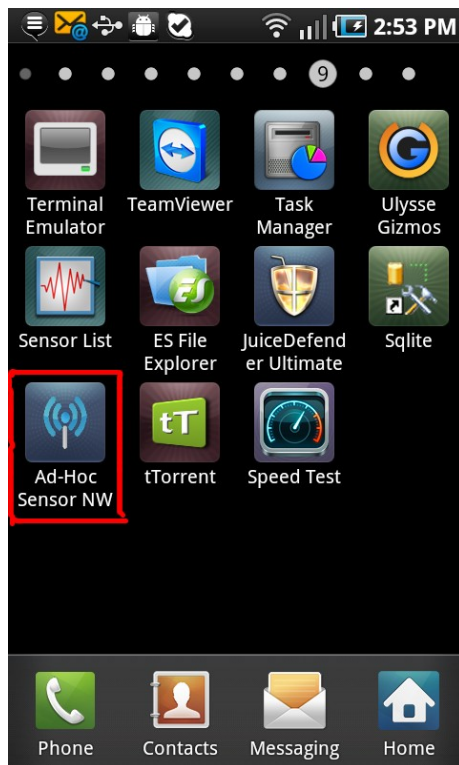 2:53 PM
9
Terminal Emulator
TeamViewer
Task Manager
Ulysse Gizmos
Sensor List
ES File Explorer
JuiceDefend
er Ultimate
Sqlite
Ad-Hoc
Sensor NW
tT
tTorrent
Speed Test
Phone
Contacts
Messaging
Home